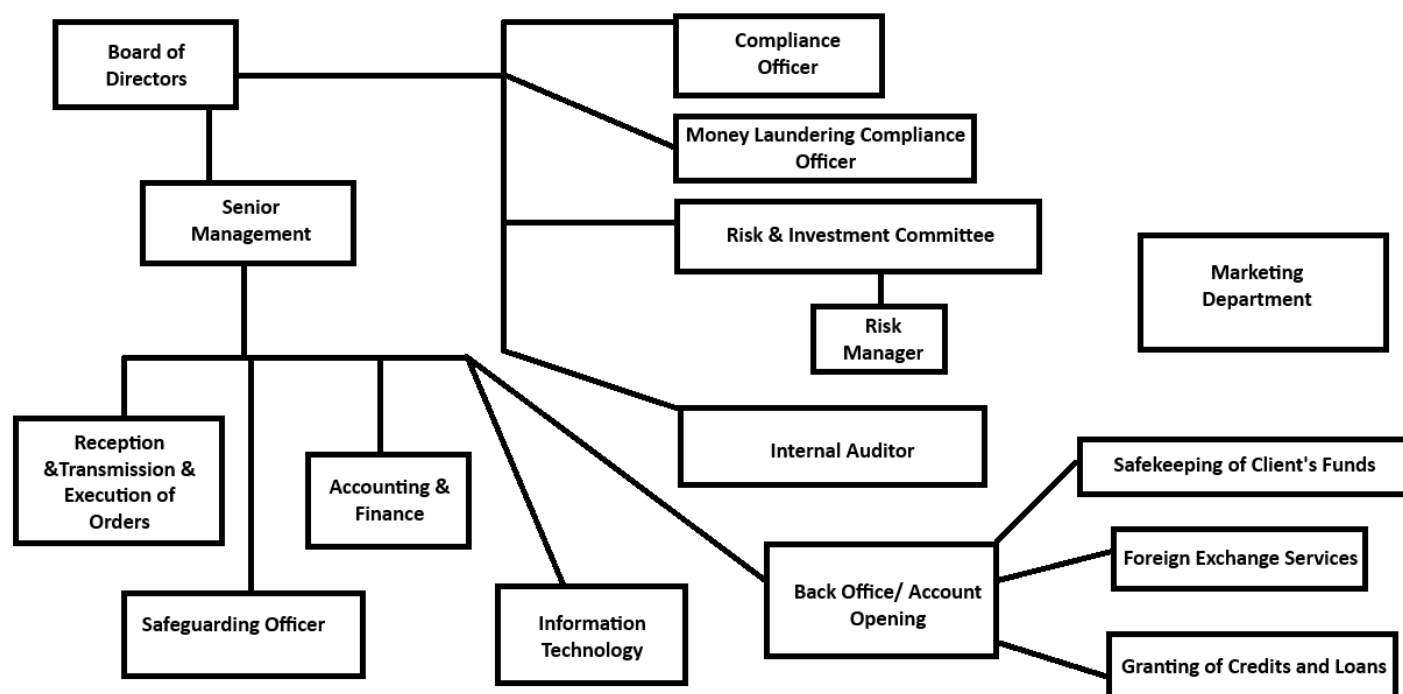 Board of
Directors
Compliance
Officer
Money Laundering Compliance
Officer
Senior
Management
Risk & Investment Committee
Marketing
Department
Risk
Manager
Reception
&Transmission &
Execution of
Orders
Accounting &
Finance
Internal Auditor
Safekeeping of Client's Funds
Foreign Exchange Services
Back Office/ Account
Opening
Safeguarding Officer
Information
Technology
Granting of Credits and Loans